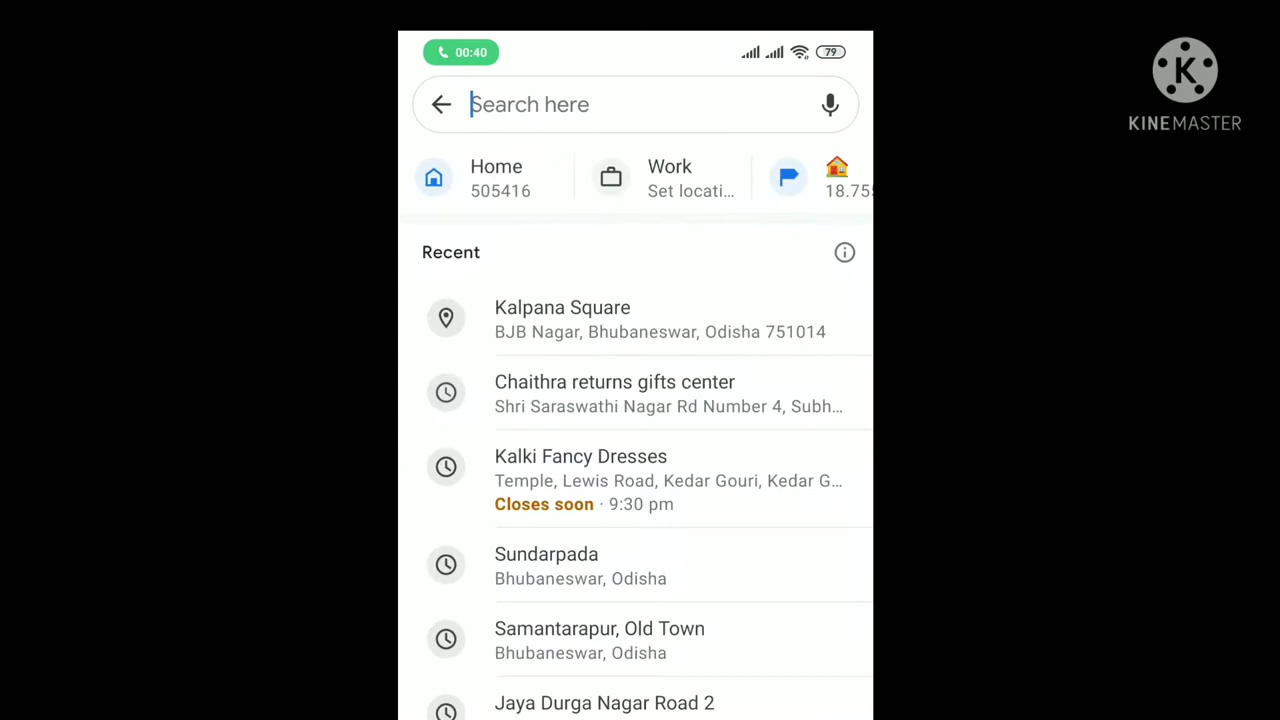 00:40
79
Search here
Home
505416
Work
Set locati...
18.755
Recent
Kalpana Square
BJB Nagar, Bhubaneswar, Odisha 751014
Chaithra returns gifts center
Shri Saraswathi Nagar Rd Number 4, Subh...
Kalki Fancy Dresses
Temple, Lewis Road, Kedar Gouri, Kedar G...
Closes soon · 9:30 pm
Sundarpada
Bhubaneswar, Odisha
Samantarapur, Old Town
Bhubaneswar, Odisha
Jaya Durga Nagar Road 2
K
KINEMASTER